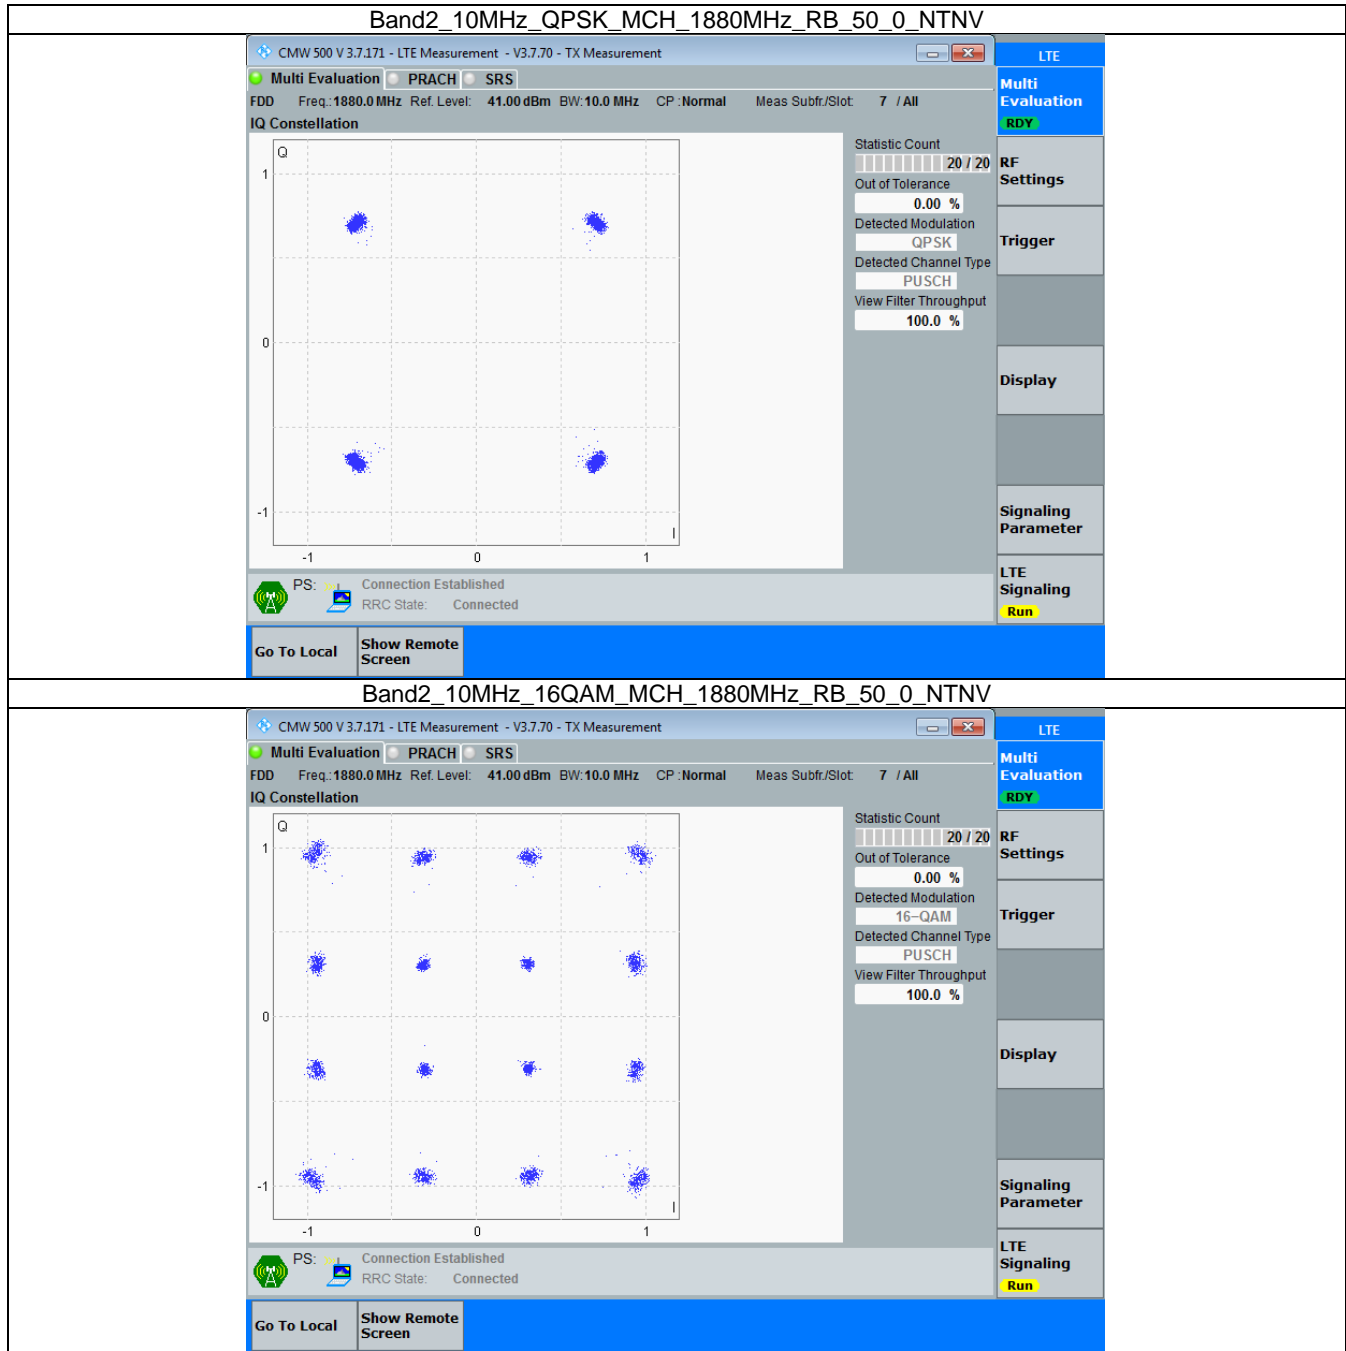 Band2_10MHz_QPSK_MCH_1880MHz_RB_50_0_NTNV
CMW 500 V 3.7.171 - LTE Measurement - V3.7.70 - TX Measurement
LTE
Multi Evaluation PRACH SRS
Multi
Evaluation
RDY
FDD Freq.:1880.0 MHz Ref. Level: 41.00 dBm BW:10.0 MHz CP :Normal Meas Subfr./Slot: 7 / All
IQ Constellation
Q
1
0
-1
-1 0 1
I
Statistic Count
20 / 20
Out of Tolerance
0.00 %
Detected Modulation
QPSK
Detected Channel Type
PUSCH
View Filter Throughput
100.0 %
RF
Settings
Trigger
Display
Signaling
Parameter
LTE
Signaling
Run
PS: Connection Established
RRC State: Connected
Go To Local
Show Remote
Screen
Band2_10MHz_16QAM_MCH_1880MHz_RB_50_0_NTNV
CMW 500 V 3.7.171 - LTE Measurement - V3.7.70 - TX Measurement
LTE
Multi Evaluation PRACH SRS
Multi
Evaluation
RDY
FDD Freq.:1880.0 MHz Ref. Level: 41.00 dBm BW:10.0 MHz CP :Normal Meas Subfr./Slot: 7 / All
IQ Constellation
Q
1
0
-1
-1 0 1
I
Statistic Count
20 / 20
Out of Tolerance
0.00 %
Detected Modulation
16-QAM
Detected Channel Type
PUSCH
View Filter Throughput
100.0 %
RF
Settings
Trigger
Display
Signaling
Parameter
LTE
Signaling
Run
PS: Connection Established
RRC State: Connected
Go To Local
Show Remote
Screen